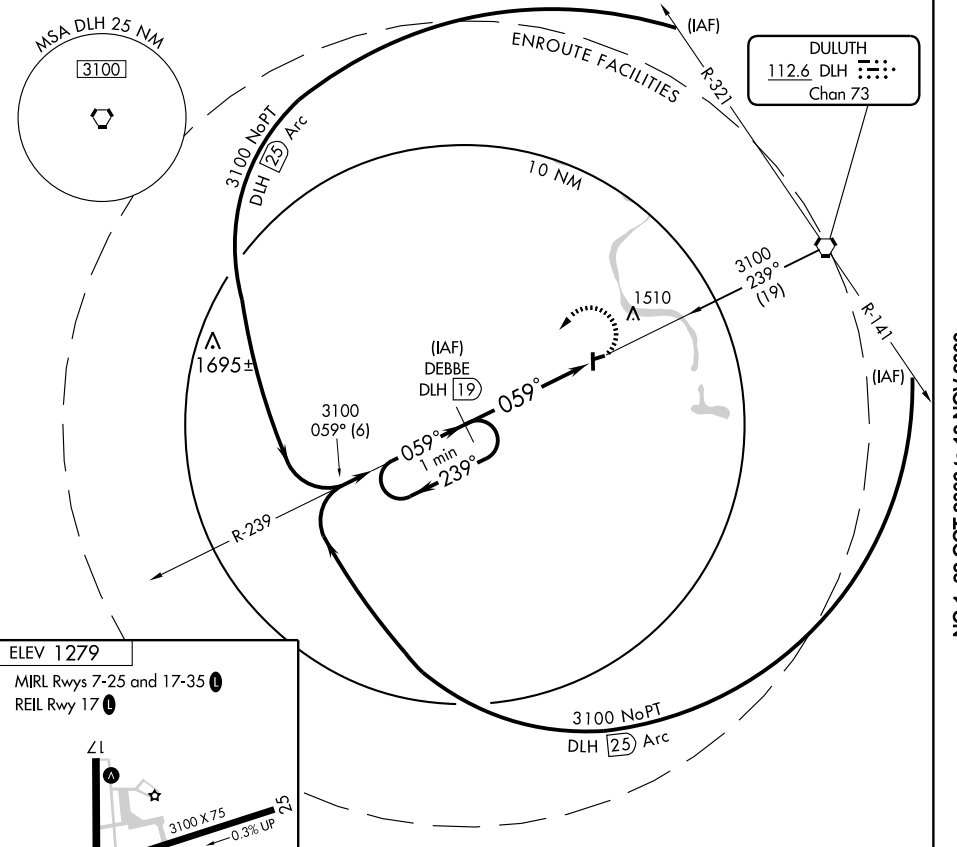 MSA DLH 25 NM
3100
(IAF)
ENROUTE FACILITIES
R-321
DULUTH
112.6 DLH
Chan 73
3100 NoPT
DLH 25 Arc
10 NM
3100
239°
(19)
1510
R-141
(IAF)
1695±
(IAF)
DEBBE
DLH 19
059°
3100
059° (6)
059°
1 min
239°
R-239
3100 NoPT
DLH 25 Arc
ELEV 1279
MIRL Rwys 7-25 and 17-35 L
REIL Rwy 17 L
17
3100 X 75
0.3% UP
25